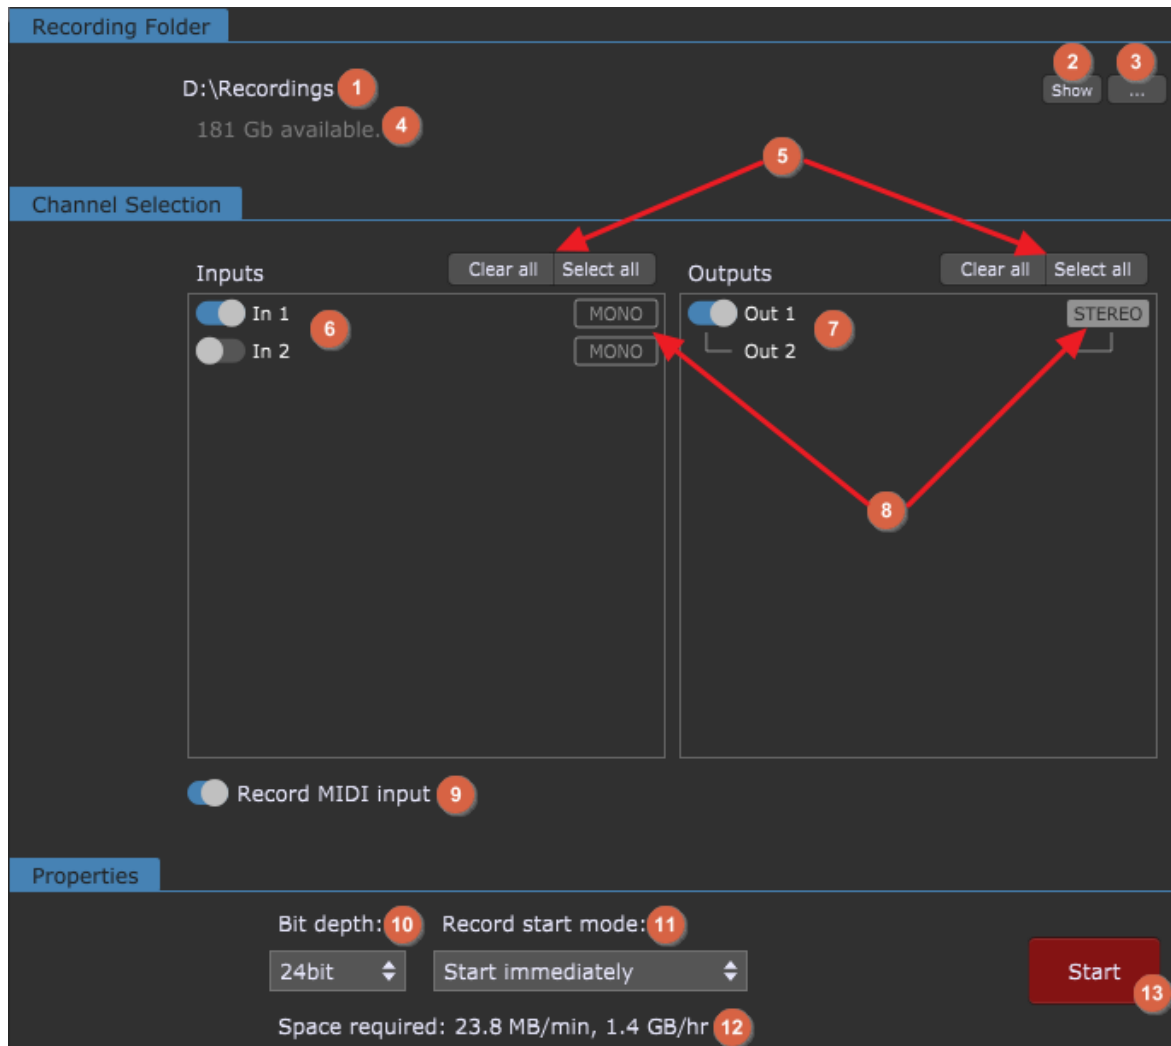 Recording Folder
2 3
D:\Recordings 1 Show ...
181 Gb available. 4
5
Channel Selection
Inputs Clear all Select all Outputs Clear all Select all
In 1 MONO Out 1 STEREO
6 7
In 2 MONO Out 2
8
Record MIDI input 9
Properties
Bit depth: 10 Record start mode: 11
24bit Start immediately Start
13
Space required: 23.8 MB/min, 1.4 GB/hr 12